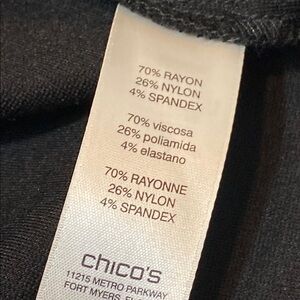 70% RAYON
26% NYLON
4% SPANDEX
70% viscosa
26% poliamida
4% elastano
70% RAYONNE
26% NYLON
4% SPANDEX
chico's
11215 METRO PARKWAY
FORT MYERS,